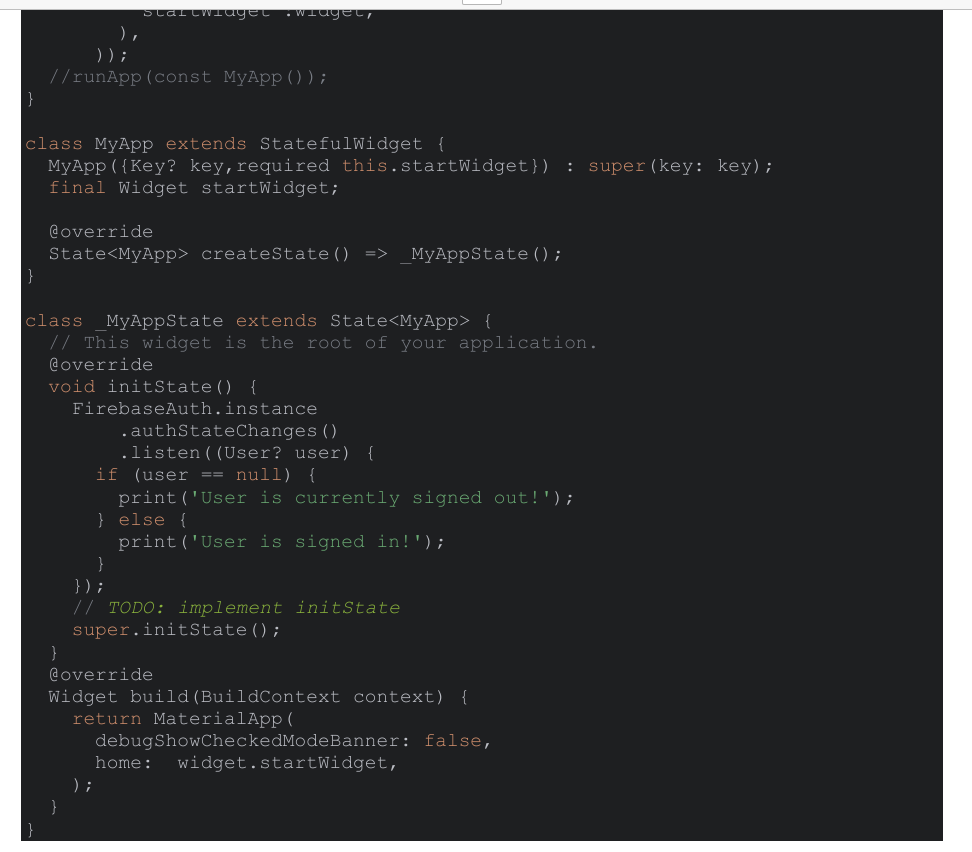 startWidget :widget,
),
));
//runApp(const MyApp());
}
class MyApp extends StatefulWidget {
MyApp({Key? key,required this.startWidget}) : super(key: key);
final Widget startWidget;
@override
State<MyApp> createState() => _MyAppState();
}
class _MyAppState extends State<MyApp> {
// This widget is the root of your application.
@override
void initState() {
FirebaseAuth.instance
.authStateChanges()
.listen((User? user) {
if (user == null) {
print('User is currently signed out!');
} else {
print('User is signed in!');
}
});
// TODO: implement initState
super.initState();
}
@override
Widget build(BuildContext context) {
return MaterialApp(
debugShowCheckedModeBanner: false,
home:  widget.startWidget,
);
}
}